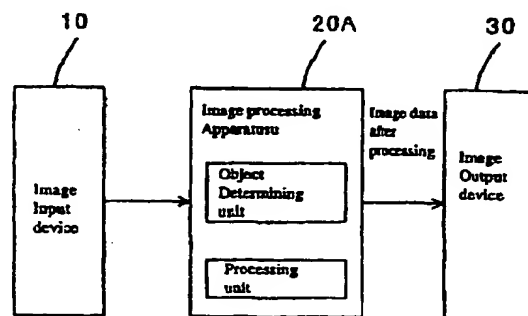 10
20A
30
Image
Input
device
Image processing
Apparatusu
Object
Determining
unit
Processing
unit
Image data
after
processing
Image
Output
device